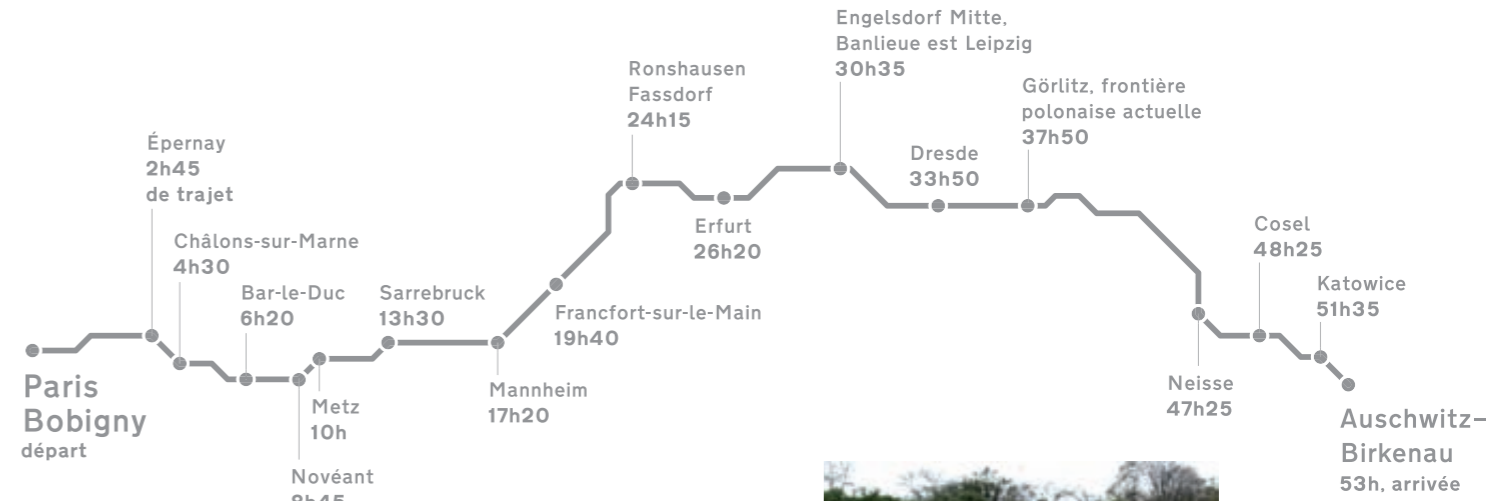 Paris
Bobigny
départ
Épernay
2h45
de trajet
Châlons-sur-Marne
4h30
Bar-le-Duc
6h20
Novéant
Metz
10h
Sarrebruck
13h30
Mannheim
17h20
Francfort-sur-le-Main
19h40
Ronshausen
Fassdorf
24h15
Erfurt
26h20
Engelsdorf Mitte,
Banlieue est Leipzig
30h35
Dresde
33h50
Görlitz, frontière
polonaise actuelle
37h50
Neisse
47h25
Cosel
48h25
Katowice
51h35
Auschwitz–
Birkenau
53h, arrivée